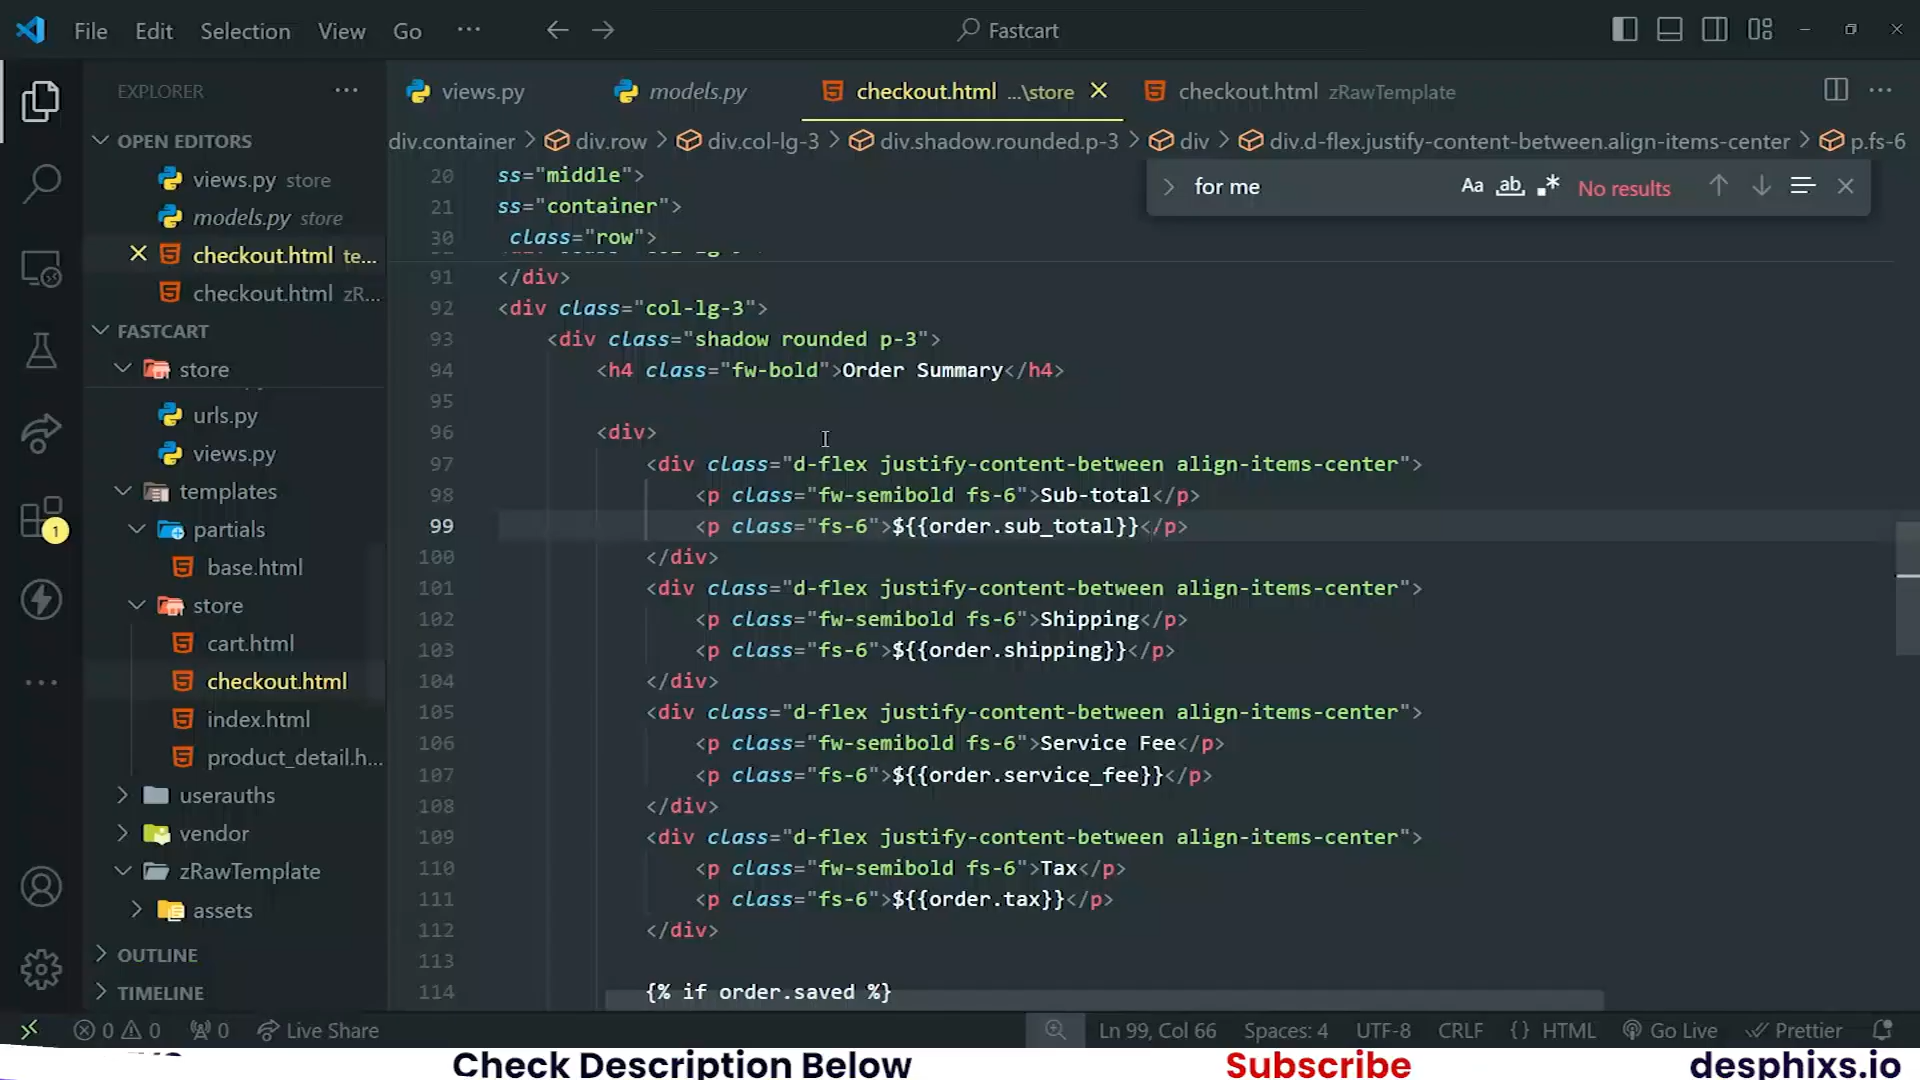 File Edit Selection View Go ··· Fastcart
EXPLORER ···
OPEN EDITORS
views.py store
models.py store
checkout.html te...
checkout.html zR...
FASTCART
store
urls.py
views.py
templates
partials
base.html
store
cart.html
checkout.html
index.html
product_detail.h...
userauths
vendor
zRawTemplate
assets
OUTLINE
TIMELINE
1
views.py models.py checkout.html ...\store checkout.html zRawTemplate
div.container > div.row > div.col-lg-3 > div.shadow.rounded.p-3 > div > div.d-flex.justify-content-between.align-items-center > p.fs-6
for me Aa ab .* No results
20 ss="middle">
21 ss="container">
30 class="row">
91 </div>
92 <div class="col-lg-3">
93 <div class="shadow rounded p-3">
94 <h4 class="fw-bold">Order Summary</h4>
95
96 <div>
97 <div class="d-flex justify-content-between align-items-center">
98 <p class="fw-semibold fs-6">Sub-total</p>
99 <p class="fs-6">${{order.sub_total}}</p>
100 </div>
101 <div class="d-flex justify-content-between align-items-center">
102 <p class="fw-semibold fs-6">Shipping</p>
103 <p class="fs-6">${{order.shipping}}</p>
104 </div>
105 <div class="d-flex justify-content-between align-items-center">
106 <p class="fw-semibold fs-6">Service Fee</p>
107 <p class="fs-6">${{order.service_fee}}</p>
108 </div>
109 <div class="d-flex justify-content-between align-items-center">
110 <p class="fw-semibold fs-6">Tax</p>
111 <p class="fs-6">${{order.tax}}</p>
112 </div>
113
114 {% if order.saved %}
0 0 0 Live Share Ln 99, Col 66 Spaces: 4 UTF-8 CRLF {} HTML Go Live Prettier
Check Description Below Subscribe desphixs.io